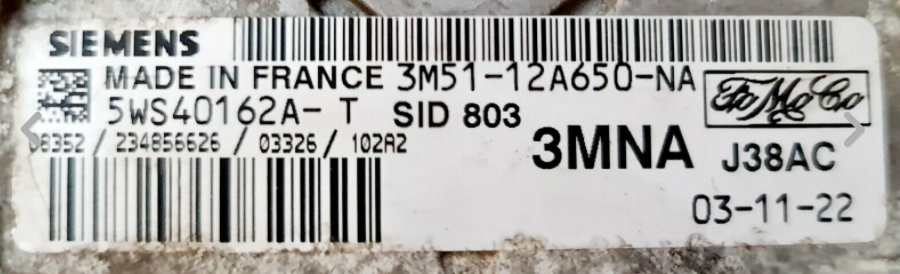 SIEMENS
MADE IN FRANCE 3M51-12A650-NA
5WS40162A- T SID 803
FoMoCo
08352 / 234856626 / 03326 / 102A2
3MNA J38AC
03-11-22